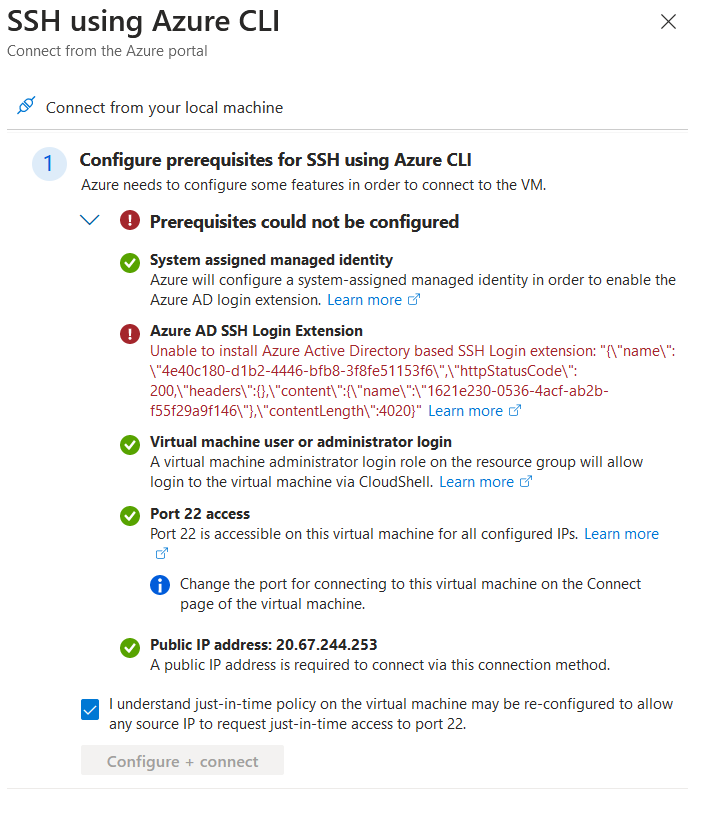 SSH using Azure CLI
Connect from the Azure portal
Connect from your local machine
1
Configure prerequisites for SSH using Azure CLI
Azure needs to configure some features in order to connect to the VM.
Prerequisites could not be configured
System assigned managed identity
Azure will configure a system-assigned managed identity in order to enable the
Azure AD login extension. Learn more
Azure AD SSH Login Extension
Unable to install Azure Active Directory based SSH Login extension: "{\"name\":
\"4e40c180-d1b2-4446-bfb8-3f8fe51153f6\",\"httpStatusCode\":
200,\"headers\":{},\"content\":{\"name\":\"1621e230-0536-4acf-ab2b-
f55f29a9f146\"},\"contentLength\":4020}" Learn more
Virtual machine user or administrator login
A virtual machine administrator login role on the resource group will allow
login to the virtual machine via CloudShell. Learn more
Port 22 access
Port 22 is accessible on this virtual machine for all configured IPs. Learn more
Change the port for connecting to this virtual machine on the Connect
page of the virtual machine.
Public IP address: 20.67.244.253
A public IP address is required to connect via this connection method.
I understand just-in-time policy on the virtual machine may be re-configured to allow
any source IP to request just-in-time access to port 22.
Configure + connect